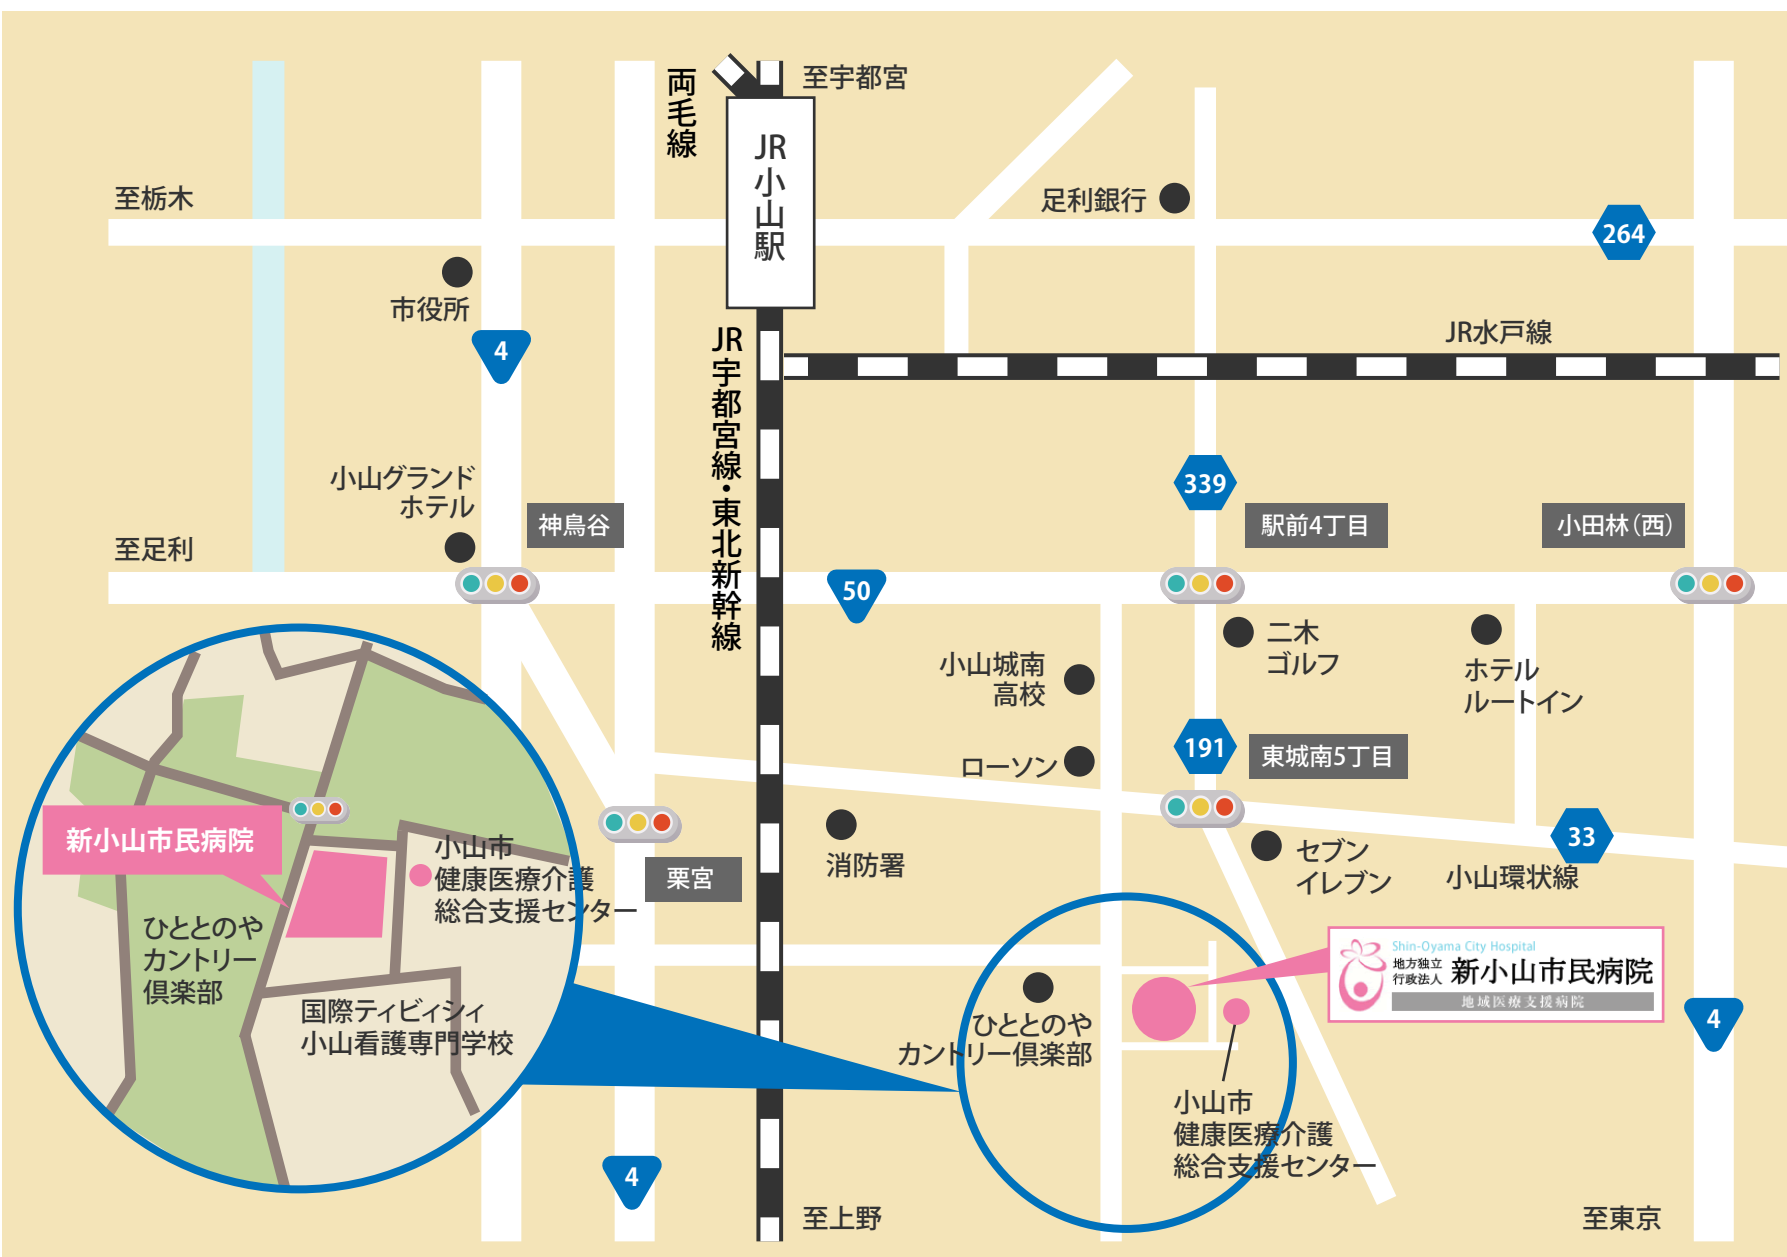 両毛線
至宇都宮
JR小山駅
至栃木
足利銀行
264
市役所
4
JR宇都宮線・東北新幹線
JR水戸線
小山グランド
ホテル
神鳥谷
339
駅前4丁目
小田林（西）
至足利
50
二木
ゴルフ
ホテル
ルートイン
小山城南
高校
ローソン
191
東城南5丁目
新小山市民病院
小山市
健康医療介護
総合支援センター
栗宮
消防署
セブン
イレブン
33
小山環状線
ひととのや
カントリー
倶楽部
国際ティビィシィ
小山看護専門学校
Shin-Oyama City Hospital
地方独立
行政法人
新小山市民病院
地域医療支援病院
ひととのや
カントリー倶楽部
4
小山市
健康医療介護
総合支援センター
4
至上野
至東京